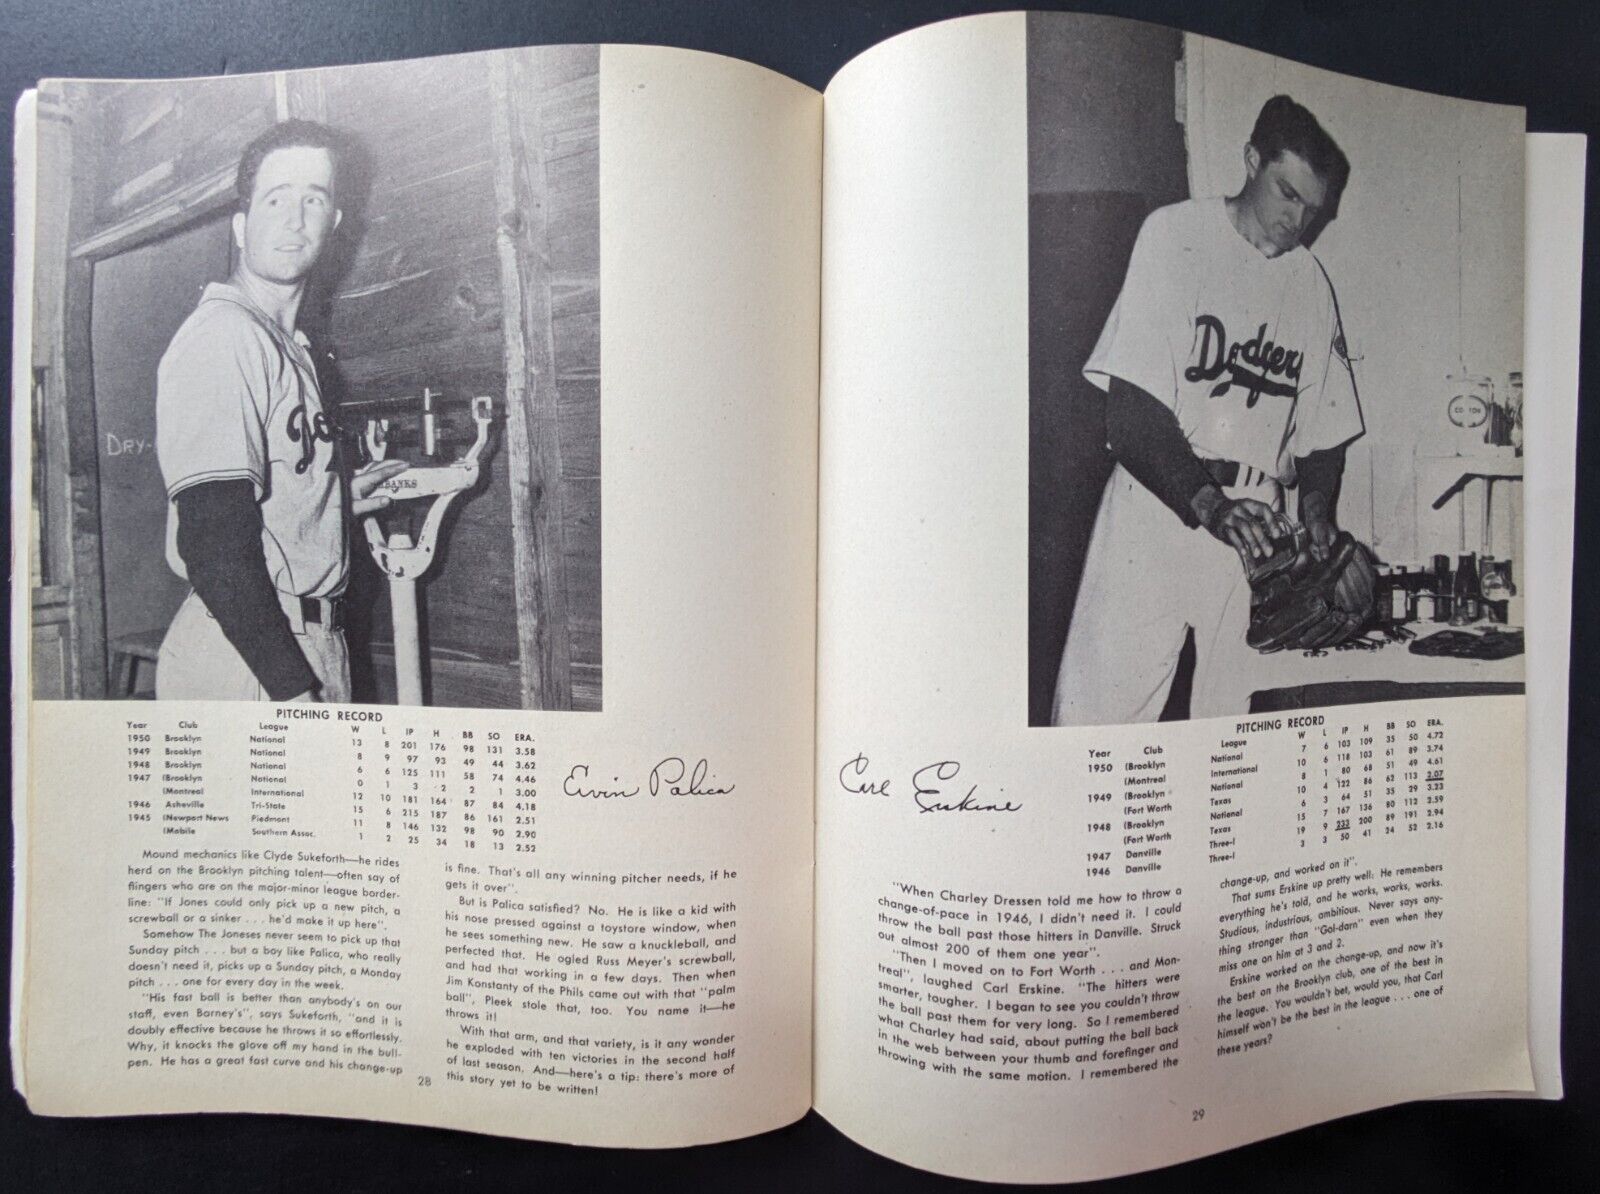 DRY-
Do
FAIRBANKS
PITCHING RECORD
Year Club League W L IP H BB SO ERA.
1950 Brooklyn National 13 8 201 176 98 131 3.58
1949 Brooklyn National 8 9 97 93 49 44 3.62
1948 Brooklyn National 6 6 125 111 58 74 4.46
1947 (Brooklyn National 0 1 3 2 2 1 3.00
(Montreal International 12 10 181 164 87 84 4.18
1946 Asheville Tri-State 15 6 215 187 86 161 2.51
1945 (Newport News Piedmont 11 8 146 132 98 90 2.90
(Mobile Southern Assoc. 1 2 25 34 18 13 2.52
Ervin Palica
Mound mechanics like Clyde Sukeforth—he rides
herd on the Brooklyn pitching talent—often say of
flingers who are on the major-minor league border-
line: "If Jones could only pick up a new pitch, a
screwball or a sinker . . . he'd make it up here".
Somehow The Joneses never seem to pick up that
Sunday pitch . . . but a boy like Palica, who really
doesn't need it, picks up a Sunday pitch, a Monday
pitch . . . one for every day in the week.
"His fast ball is better than anybody's on our
staff, even Barney's", says Sukeforth, "and it is
doubly effective because he throws it so effortlessly.
Why, it knocks the glove off my hand in the bull-
pen. He has a great fast curve and his change-up
is fine. That's all any winning pitcher needs, if he
gets it over".
But is Palica satisfied? No. He is like a kid with
his nose pressed against a toystore window, when
he sees something new. He saw a knuckleball, and
perfected that. He ogled Russ Meyer's screwball,
and had that working in a few days. Then when
Jim Konstanty of the Phils came out with that "palm
ball", Pleek stole that, too. You name it—he
throws it!
With that arm, and that variety, is it any wonder
he exploded with ten victories in the second half
of last season. And—here's a tip: there's more of
this story yet to be written!
28
Dodgers
PITCHING RECORD
Year Club League W L IP H BB SO ERA.
1950 (Brooklyn National 7 6 103 109 35 50 4.72
(Montreal International 10 6 118 103 61 89 3.74
1949 (Brooklyn National 8 1 80 68 51 49 4.61
(Fort Worth Texas 10 4 122 86 62 113 2.07
1948 (Brooklyn National 6 3 64 51 35 29 3.23
(Fort Worth Texas 15 7 167 136 80 112 2.59
1947 Danville Three-I 19 9 233 200 89 191 2.94
1946 Danville Three-I 3 3 50 41 24 52 2.16
Carl Erskine
"When Charley Dressen told me how to throw a
change-of-pace in 1946, I didn't need it. I could
throw the ball past those hitters in Danville. Struck
out almost 200 of them one year".
"Then I moved on to Fort Worth . . . and Mon-
treal", laughed Carl Erskine. "The hitters were
smarter, tougher. I began to see you couldn't throw
the ball past them for very long. So I remembered
what Charley had said, about putting the ball back
in the web between your thumb and forefinger and
throwing with the same motion. I remembered the
change-up, and worked on it".
That sums Erskine up pretty well: He remembers
everything he's told, and he works, works, works.
Studious, industrious, ambitious. Never says any-
thing stronger than "Gol-darn" even when they
miss one on him at 3 and 2.
Erskine worked on the change-up, and now it's
the best on the Brooklyn club, one of the best in
the league. You wouldn't bet, would you, that Carl
himself won't be the best in the league . . . one of
these years?
29